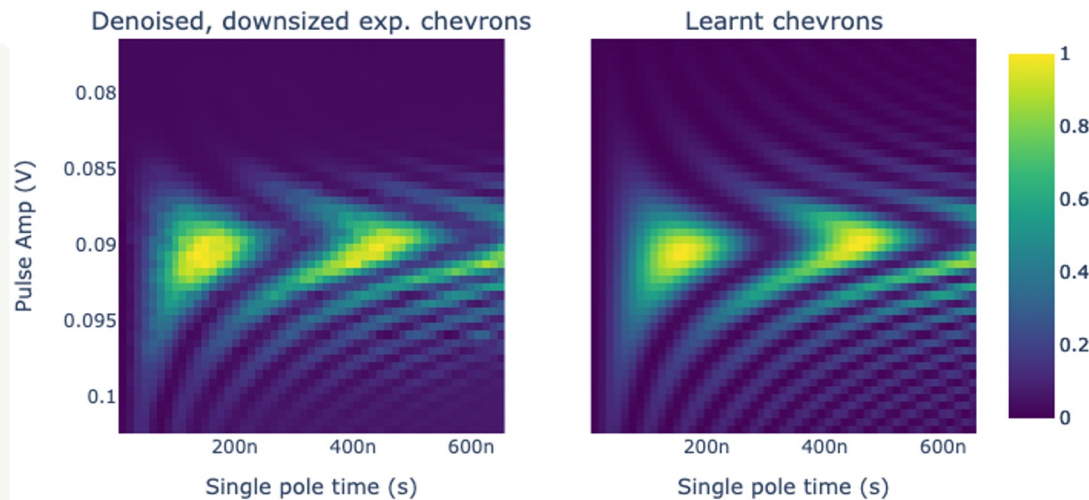 Denoised, downsized exp. chevrons
Learnt chevrons
Pulse Amp (V)
0.08
0.085
0.09
0.095
0.1
200n 400n 600n
Single pole time (s)
200n 400n 600n
Single pole time (s)
1
0.8
0.6
0.4
0.2
0